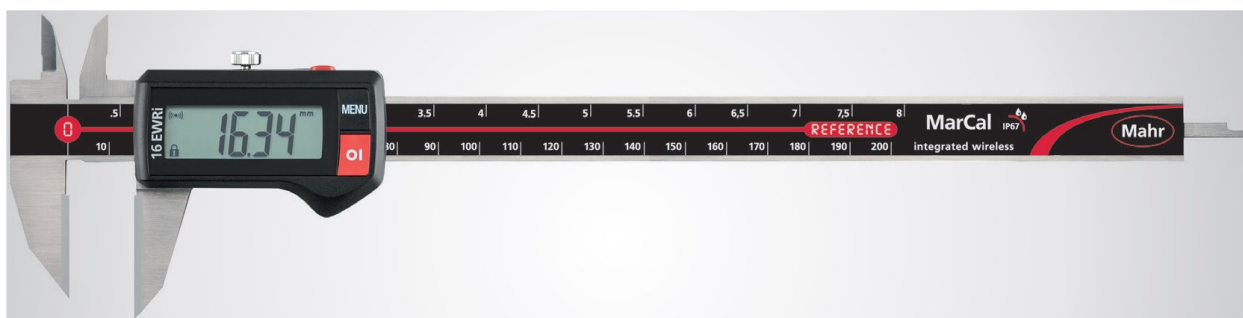 .5 3.5 4 4.5 5 5.5 6 6,5 7 7,5 8
16 EWRi
16.34 mm
MENU
OI
0
REFERENCE
MarCal IP67
integrated wireless
Mahr
10 80 90 100 110 120 130 140 150 160 170 180 190 200